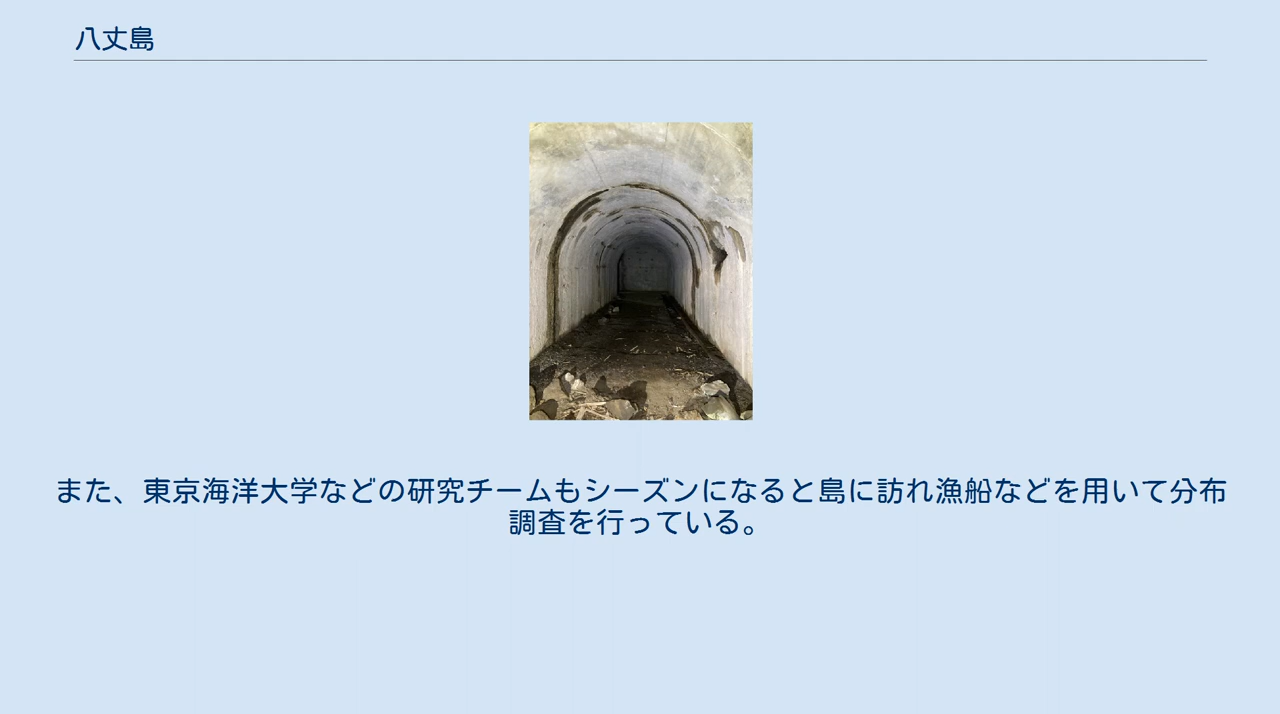 八丈島
また、東京海洋大学などの研究チームもシーズンになると島に訪れ漁船などを用いて分布
調査を行っている。